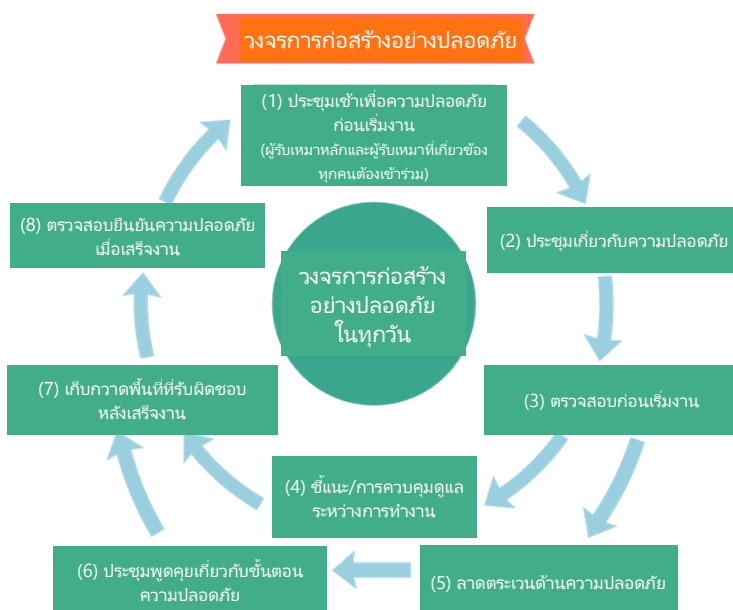 วงจรการก่อสร้างอย่างปลอดภัย
(1) ประชุมเช้าเพื่อความปลอดภัย
ก่อนเริ่มงาน
(ผู้รับเหมาหลักและผู้รับเหมาที่เกี่ยวข้อง
ทุกคนต้องเข้าร่วม)
(2) ประชุมเกี่ยวกับความปลอดภัย
(3) ตรวจสอบก่อนเริ่มงาน
(4) ชี้แนะ/การควบคุมดูแล
ระหว่างการทำงาน
(5) ลาดตระเวนด้านความปลอดภัย
(6) ประชุมพูดคุยเกี่ยวกับขั้นตอน
ความปลอดภัย
(7) เก็บกวาดพื้นที่ที่รับผิดชอบ
หลังเสร็จงาน
(8) ตรวจสอบยืนยันความปลอดภัย
เมื่อเสร็จงาน
วงจรการก่อสร้าง
อย่างปลอดภัย
ในทุกวัน